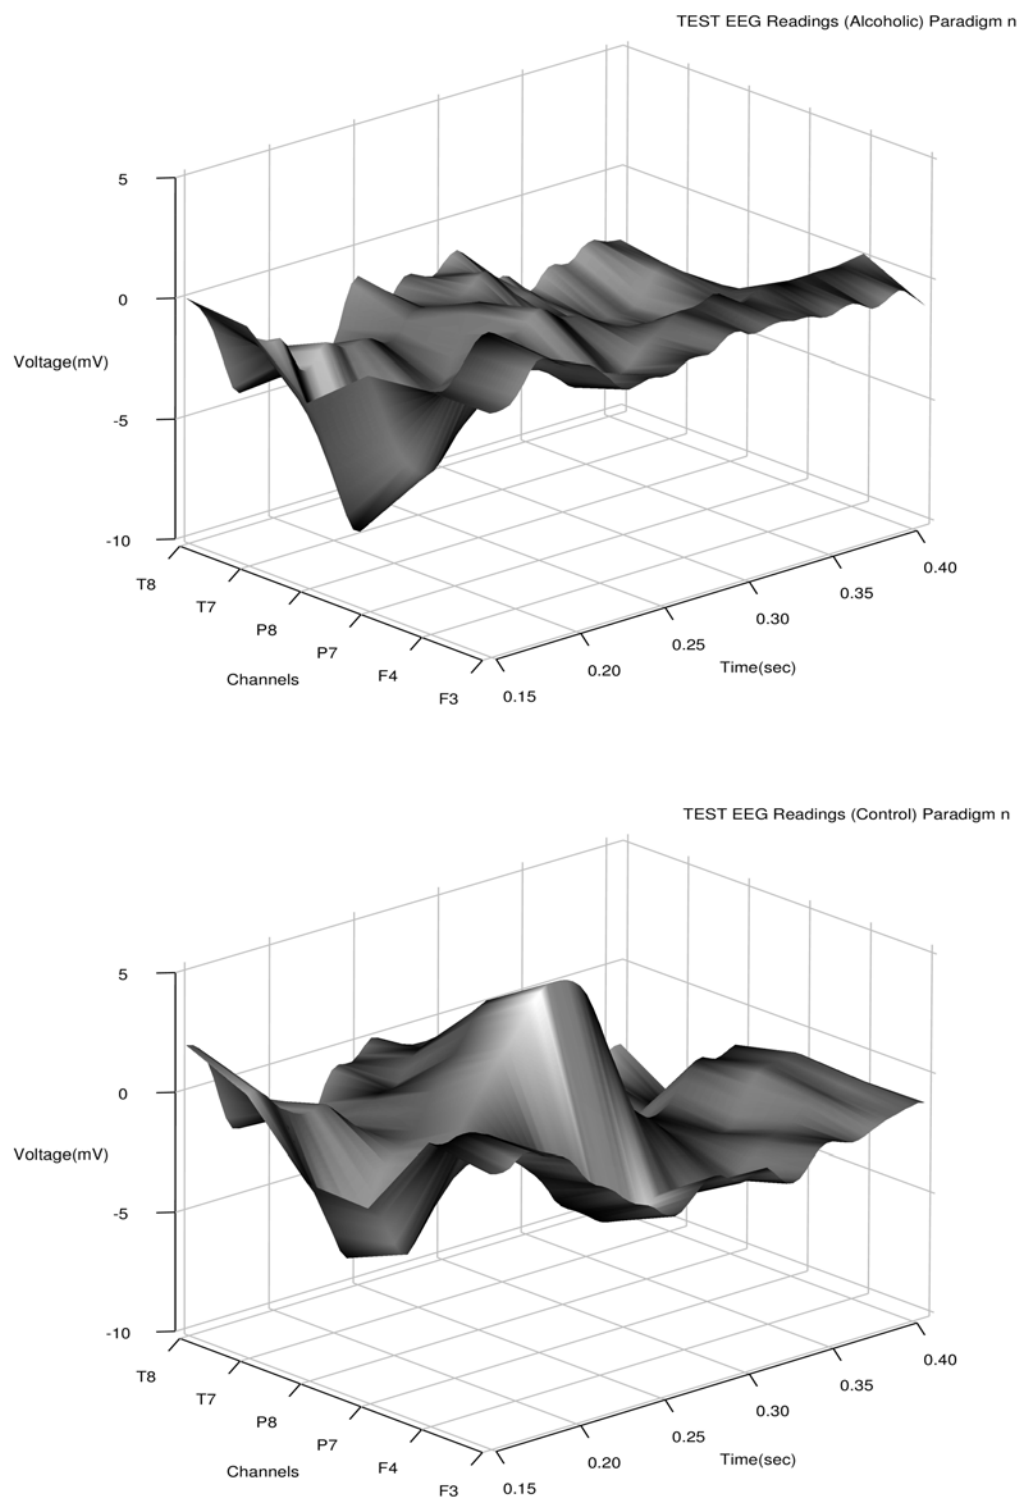 TEST EEG Readings (Alcoholic) Paradigm n
5
0
Voltage(mV)
-5
-10
T8
T7
P8
P7
F4
F3
Channels
0.15
0.20
0.25
0.30
0.35
0.40
Time(sec)
TEST EEG Readings (Control) Paradigm n
5
0
Voltage(mV)
-5
-10
T8
T7
P8
P7
F4
F3
Channels
0.15
0.20
0.25
0.30
0.35
0.40
Time(sec)